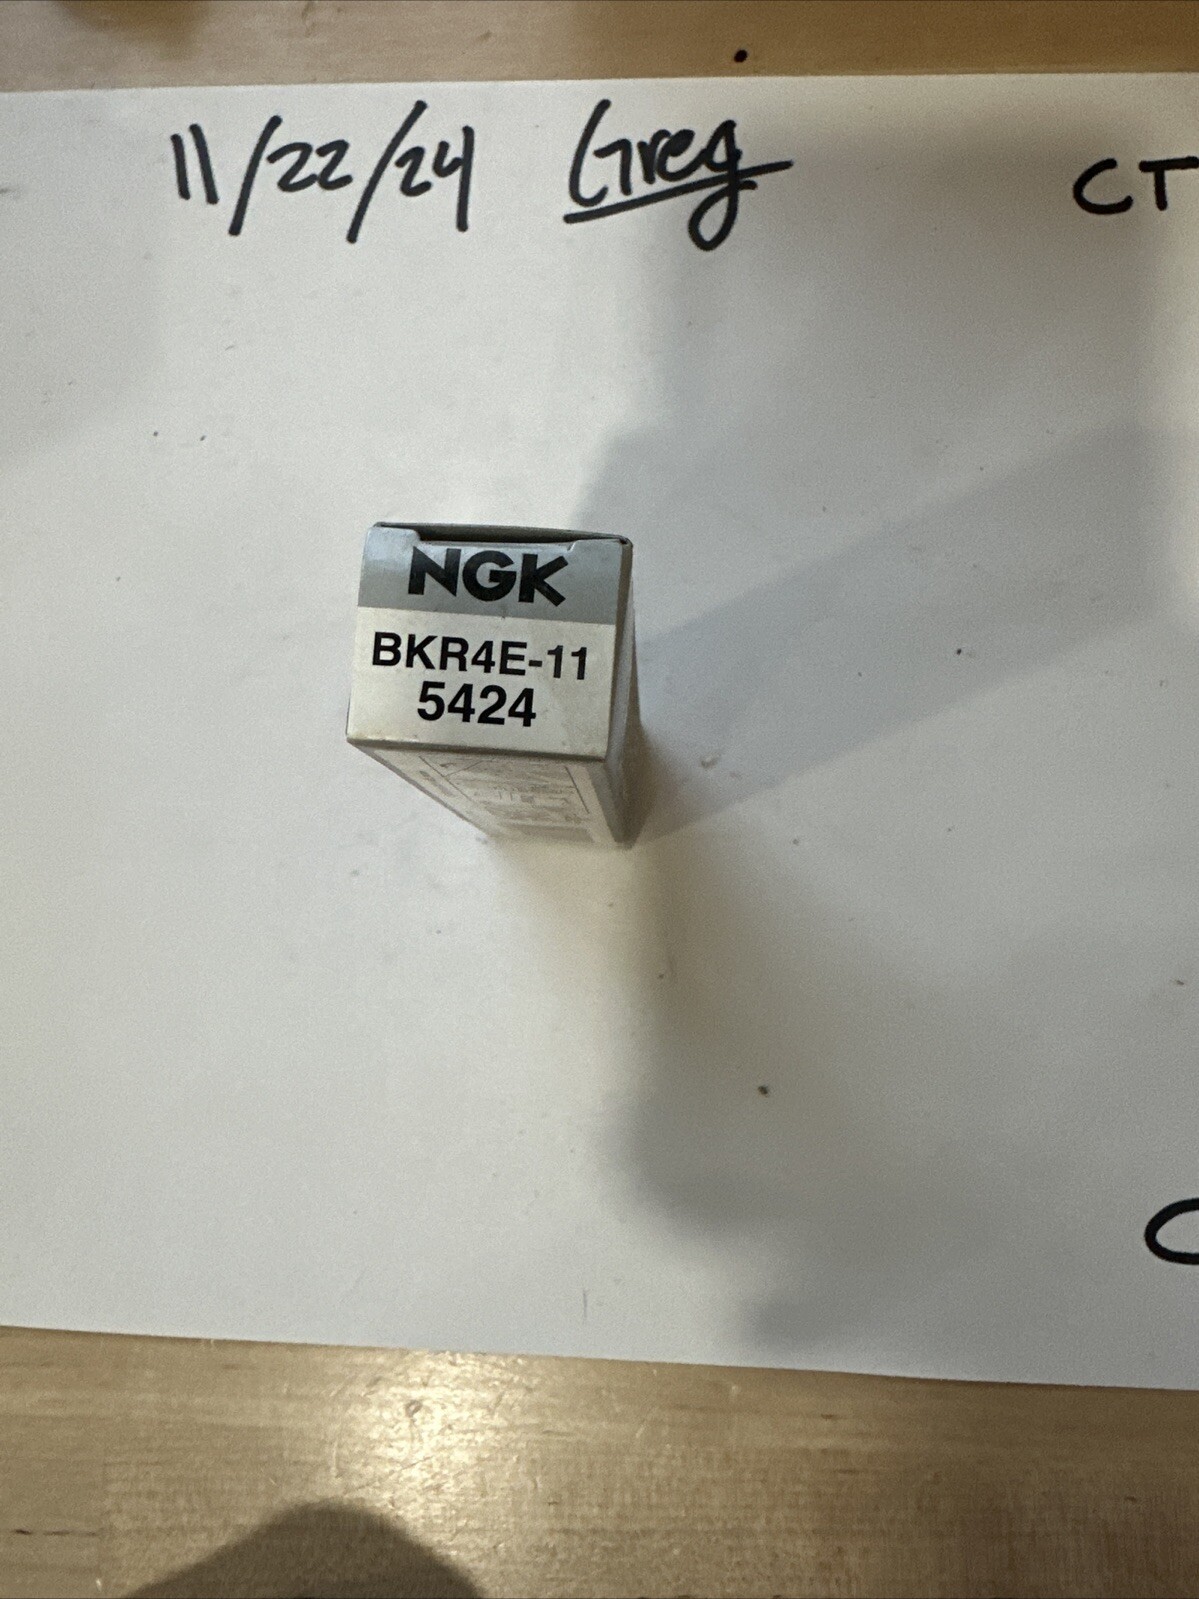 11/22/24 Greg CT
NGK
BKR4E-11
5424